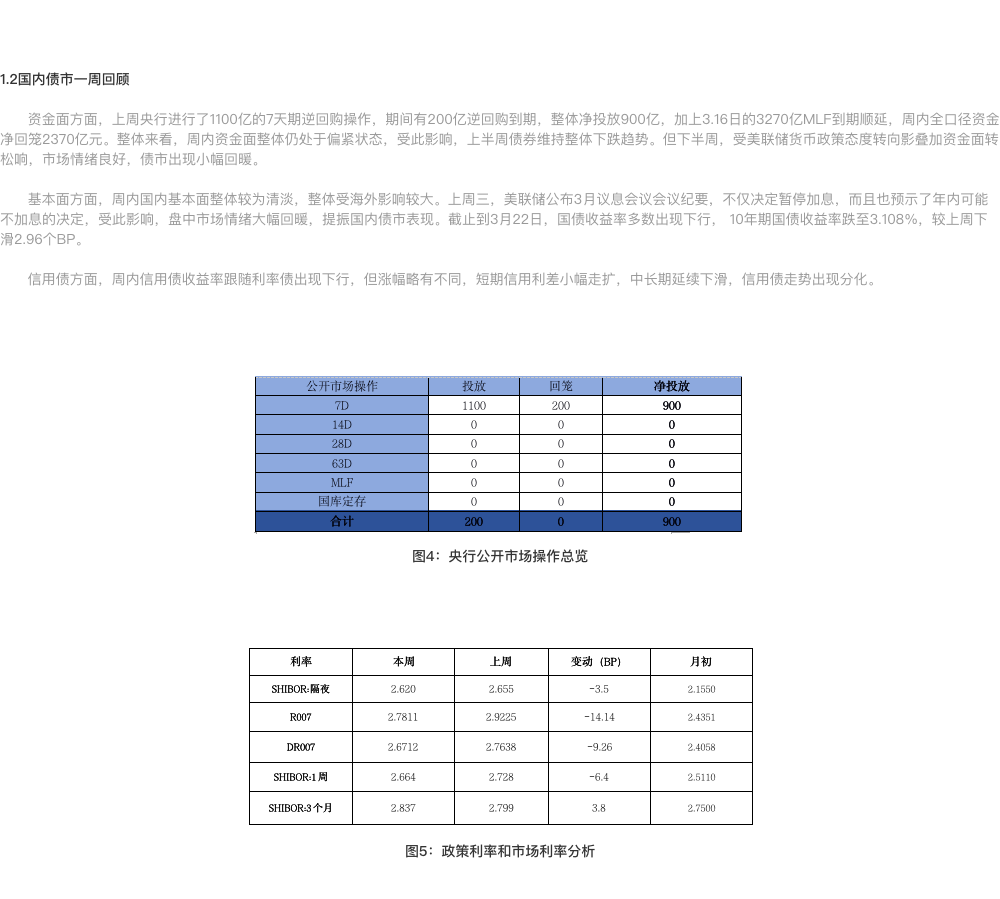 1.2国内债市一周回顾
资金面方面，上周央行进行了1100亿的7天期逆回购操作，期间有200亿逆回购到期，整体净投放900亿，加上3.16日的3270亿MLF到期顺延，周内全口径资金
净回笼2370亿元。整体来看，周内资金面整体仍处于偏紧状态，受此影响，上半周债券维持整体下跌趋势。但下半周，受美联储货币政策态度转向影叠加资金面转
松响，市场情绪良好，债市出现小幅回暖。
基本面方面，周内国内基本面整体较为清淡，整体受海外影响较大。上周三，美联储公布3月议息会议会议纪要，不仅决定暂停加息，而且也预示了年内可能
不加息的决定，受此影响，盘中市场情绪大幅回暖，提振国内债市表现。截止到3月22日，国债收益率多数出现下行， 10年期国债收益率跌至3.108%，较上周下
滑2.96个BP。
信用债方面，周内信用债收益率跟随利率债出现下行，但涨幅略有不同，短期信用利差小幅走扩，中长期延续下滑，信用债走势出现分化。
公开市场操作 投放 回笼 净投放
7D 1100 200 900
14D 0 0 0
28D 0 0 0
63D 0 0 0
MLF 0 0 0
国库定存 0 0 0
合计 200 0 900
图4：央行公开市场操作总览
利率 本周 上周 变动（BP） 月初
SHIBOR:隔夜 2.620 2.655 -3.5 2.1550
R007 2.7811 2.9225 -14.14 2.4351
DR007 2.6712 2.7638 -9.26 2.4058
SHIBOR:1周 2.664 2.728 -6.4 2.5110
SHIBOR:3个月 2.837 2.799 3.8 2.7500
图5：政策利率和市场利率分析